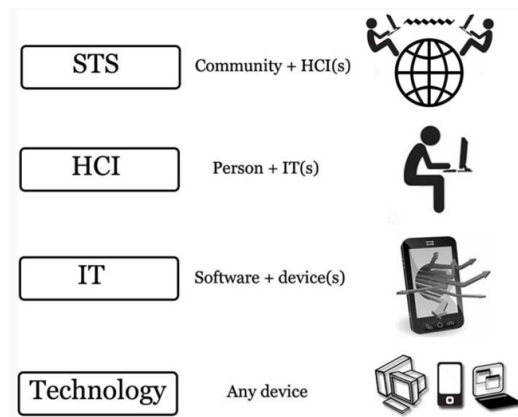 STS Community + HCI(s)
HCI Person + IT(s)
IT Software + device(s)
Technology Any device